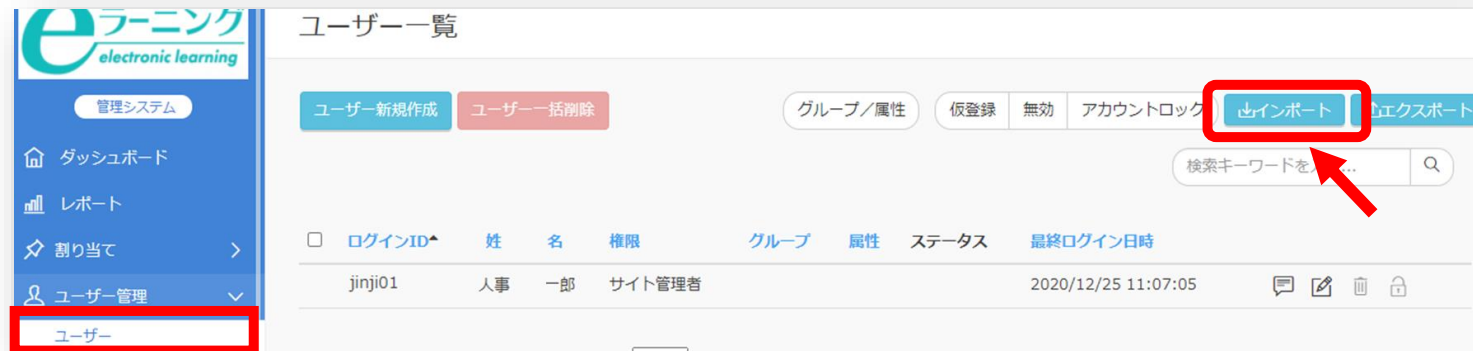 eラーニング
electronic learning
管理システム
ダッシュボード
レポート
割り当て
ユーザー管理
ユーザー
ユーザー一覧
ユーザー新規作成 ユーザー一括削除 グループ／属性 仮登録 無効 アカウントロック インポート エクスポート
検索キーワードを入...
ログインID 姓 名 権限 グループ 属性 ステータス 最終ログイン日時
jinji01 人事 一郎 サイト管理者 2020/12/25 11:07:05